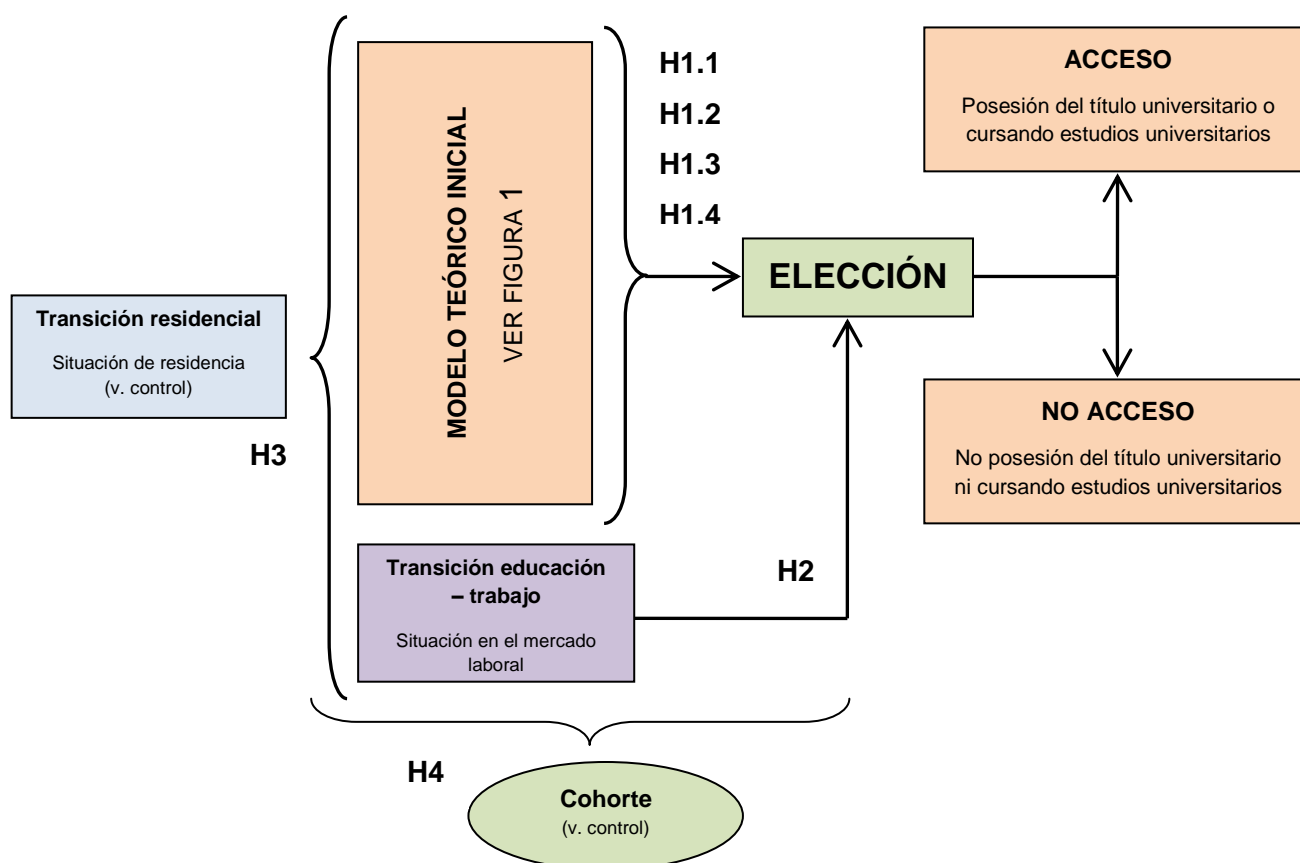 H1.1
H1.2
H1.3
H1.4
MODELO TEÓRICO INICIAL
VER FIGURA 1
ACCESO
Posesión del título universitario o
cursando estudios universitarios
ELECCIÓN
Transición residencial
Situación de residencia
(v. control)
H3
NO ACCESO
No posesión del título universitario
ni cursando estudios universitarios
Transición educación
– trabajo
Situación en el mercado
laboral
H2
H4
Cohorte
(v. control)